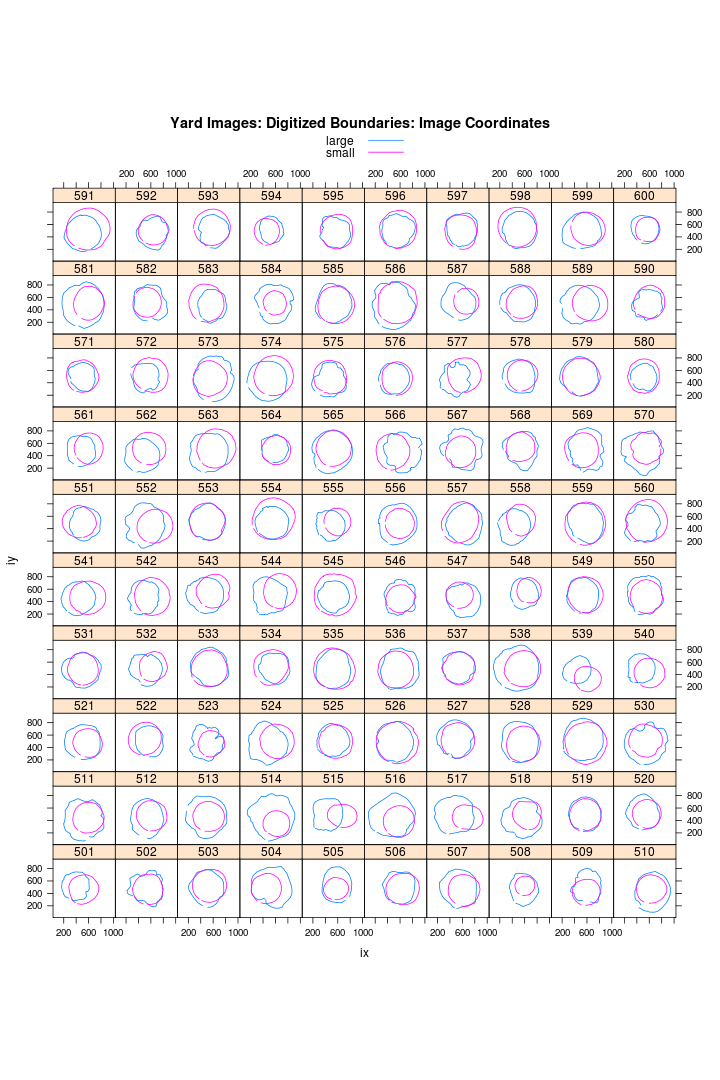 Yard Images: Digitized Boundaries: Image Coordinates
large
small
200 600 1000 200 600 1000 200 600 1000 200 600 1000 200 600 1000
591 592 593 594 595 596 597 598 599 600
800
600
400
200
581 582 583 584 585 586 587 588 589 590
800
600
400
200
571 572 573 574 575 576 577 578 579 580
800
600
400
200
561 562 563 564 565 566 567 568 569 570
800
600
400
200
551 552 553 554 555 556 557 558 559 560
800
600
400
200
iy
541 542 543 544 545 546 547 548 549 550
800
600
400
200
531 532 533 534 535 536 537 538 539 540
800
600
400
200
521 522 523 524 525 526 527 528 529 530
800
600
400
200
511 512 513 514 515 516 517 518 519 520
800
600
400
200
501 502 503 504 505 506 507 508 509 510
800
600
400
200
200 600 1000 200 600 1000 200 600 1000 200 600 1000 200 600 1000
ix